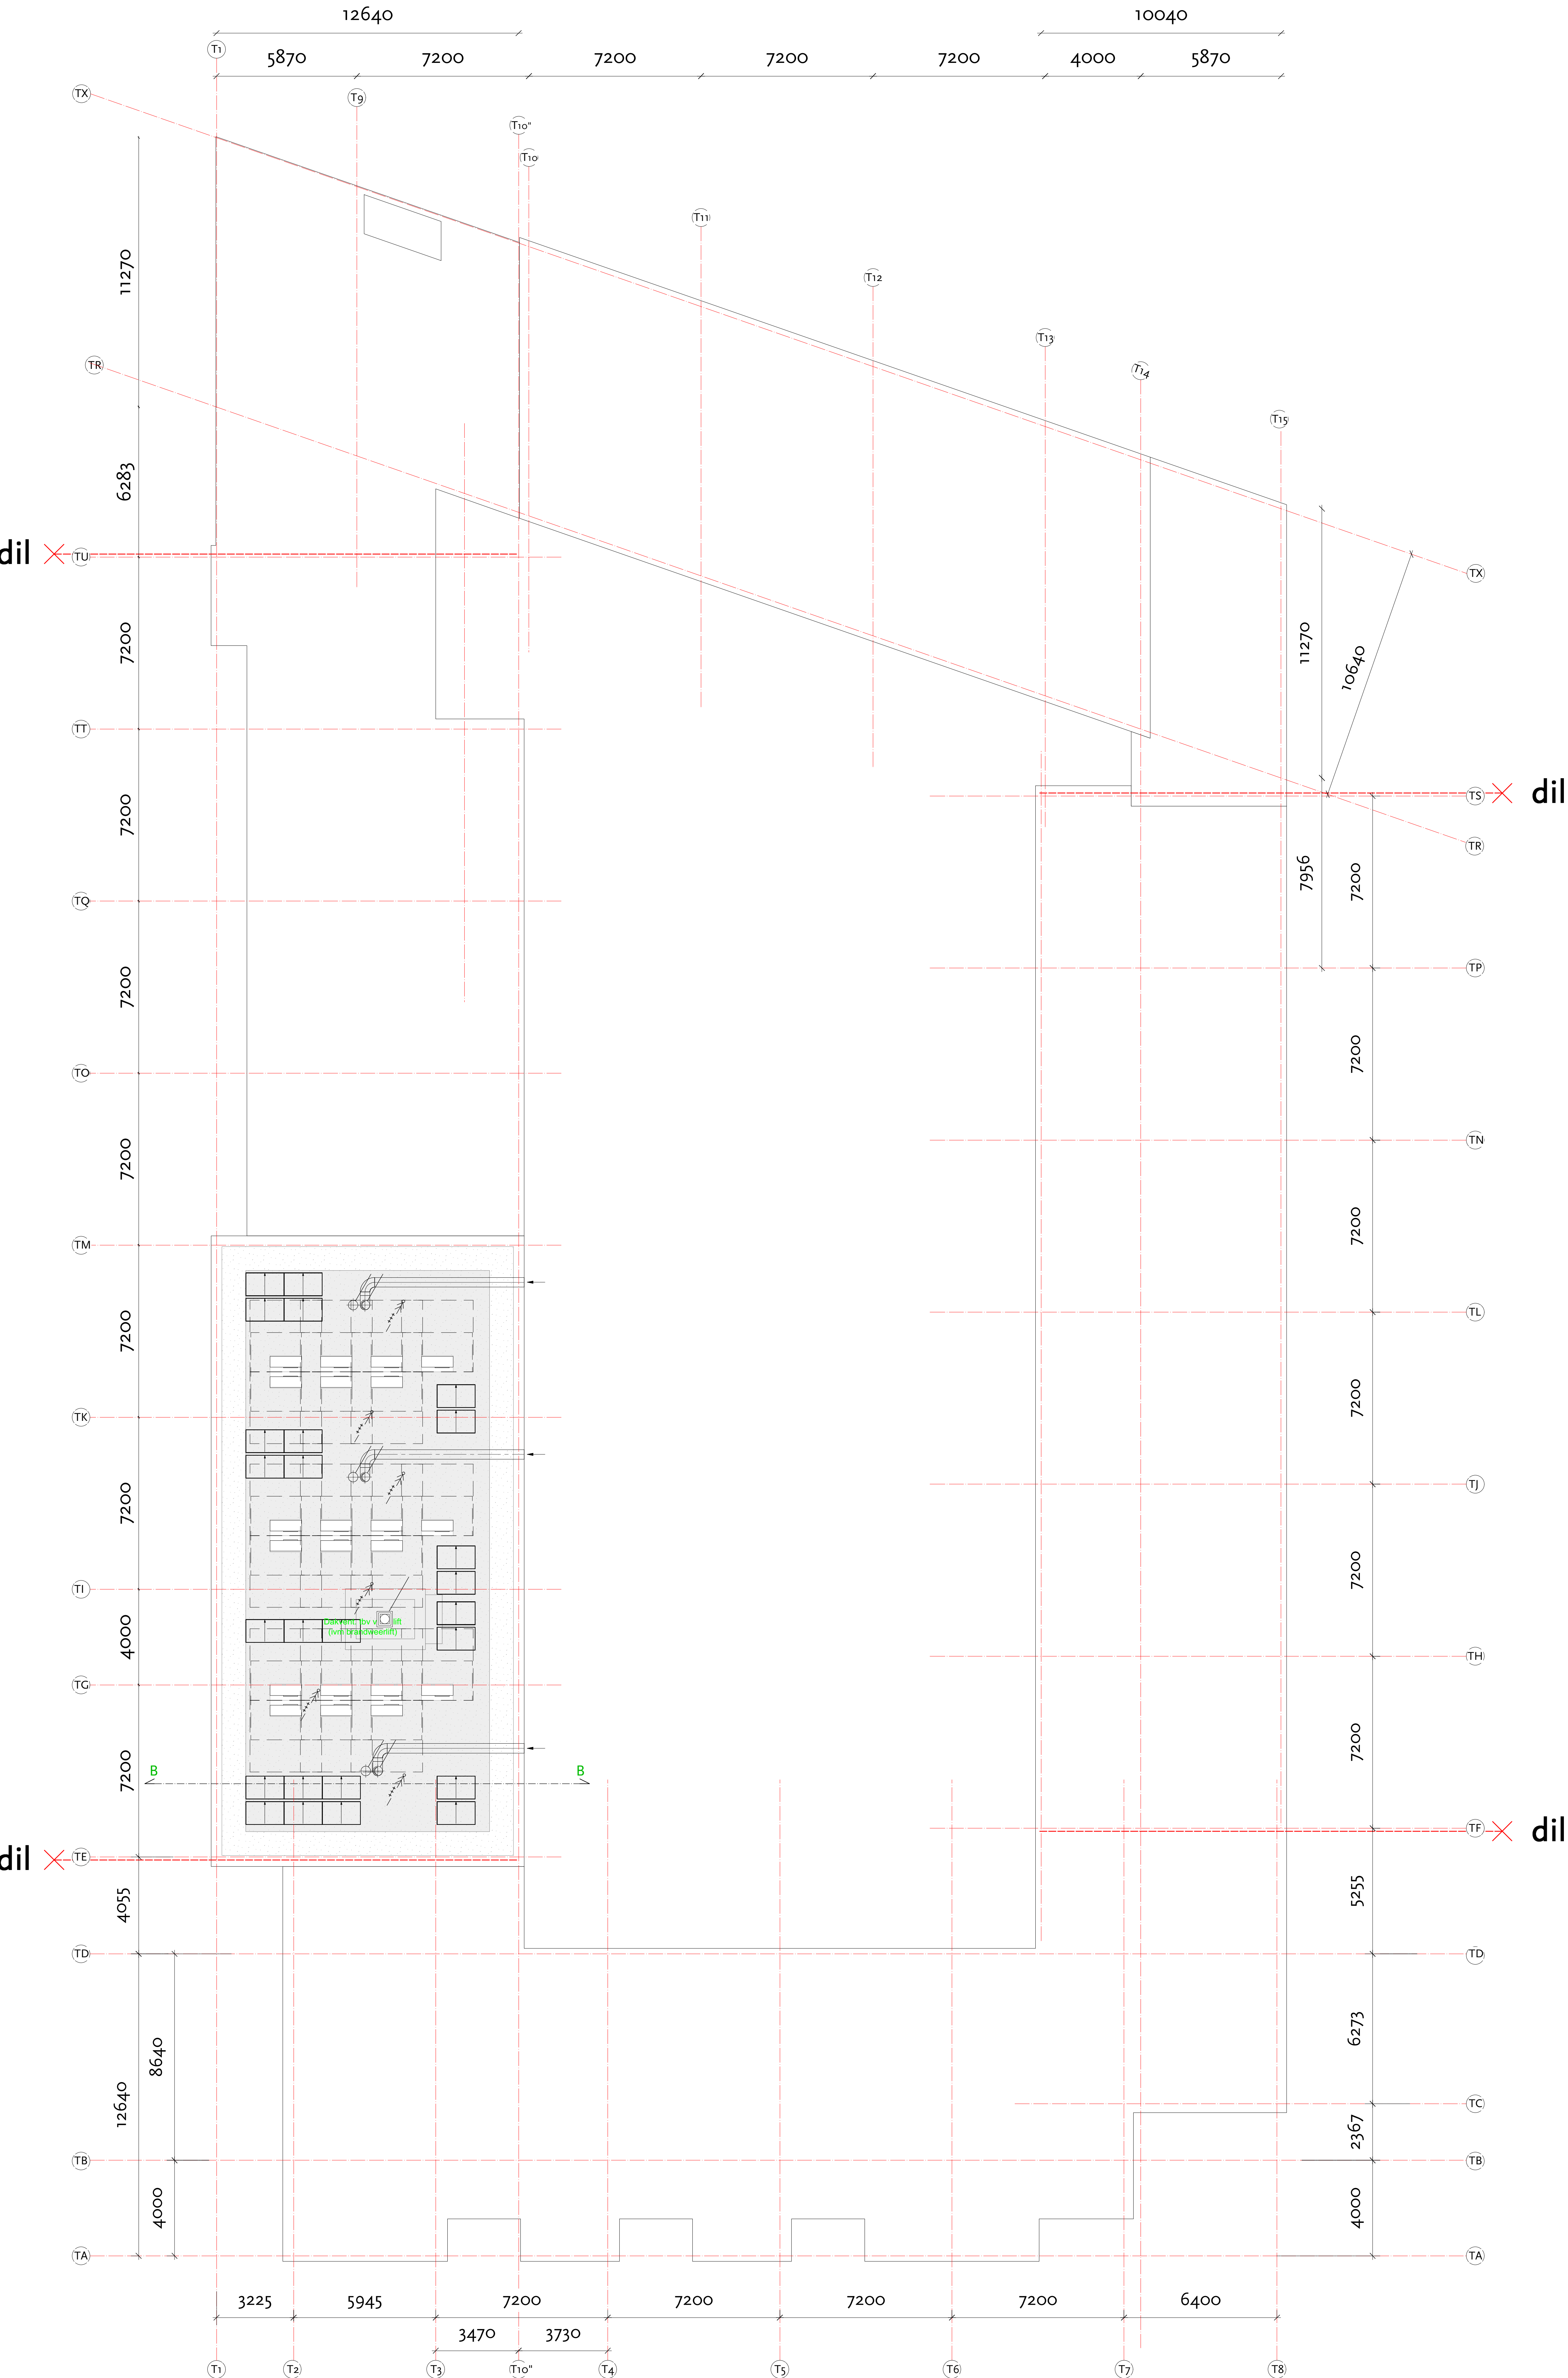 12640 10040
5870 7200 7200 7200 7200 4000 5870
T1
TX
T9
T10"
T10
T11
T12
T13
T14
T15
11270
TR
6283
dil TU
TX
11270
10640
7200
TT
TS dil
TR
7200
7956
7200
TQ
TP
7200
7200
TO
TN
7200
7200
TM
TL
7200
7200
TK
TJ
7200
7200
TI
4000
(ivm brandweerlift)
TH
TG
7200
7200
B B
TF dil
dil TE
4055
5255
TD TD
8640
6273
12640
TC
2367
TB TB
4000 4000
TA TA
3225 5945 7200 7200 7200 7200 6400
3470 3730
T1 T2 T3 T10" T4 T5 T6 T7 T8